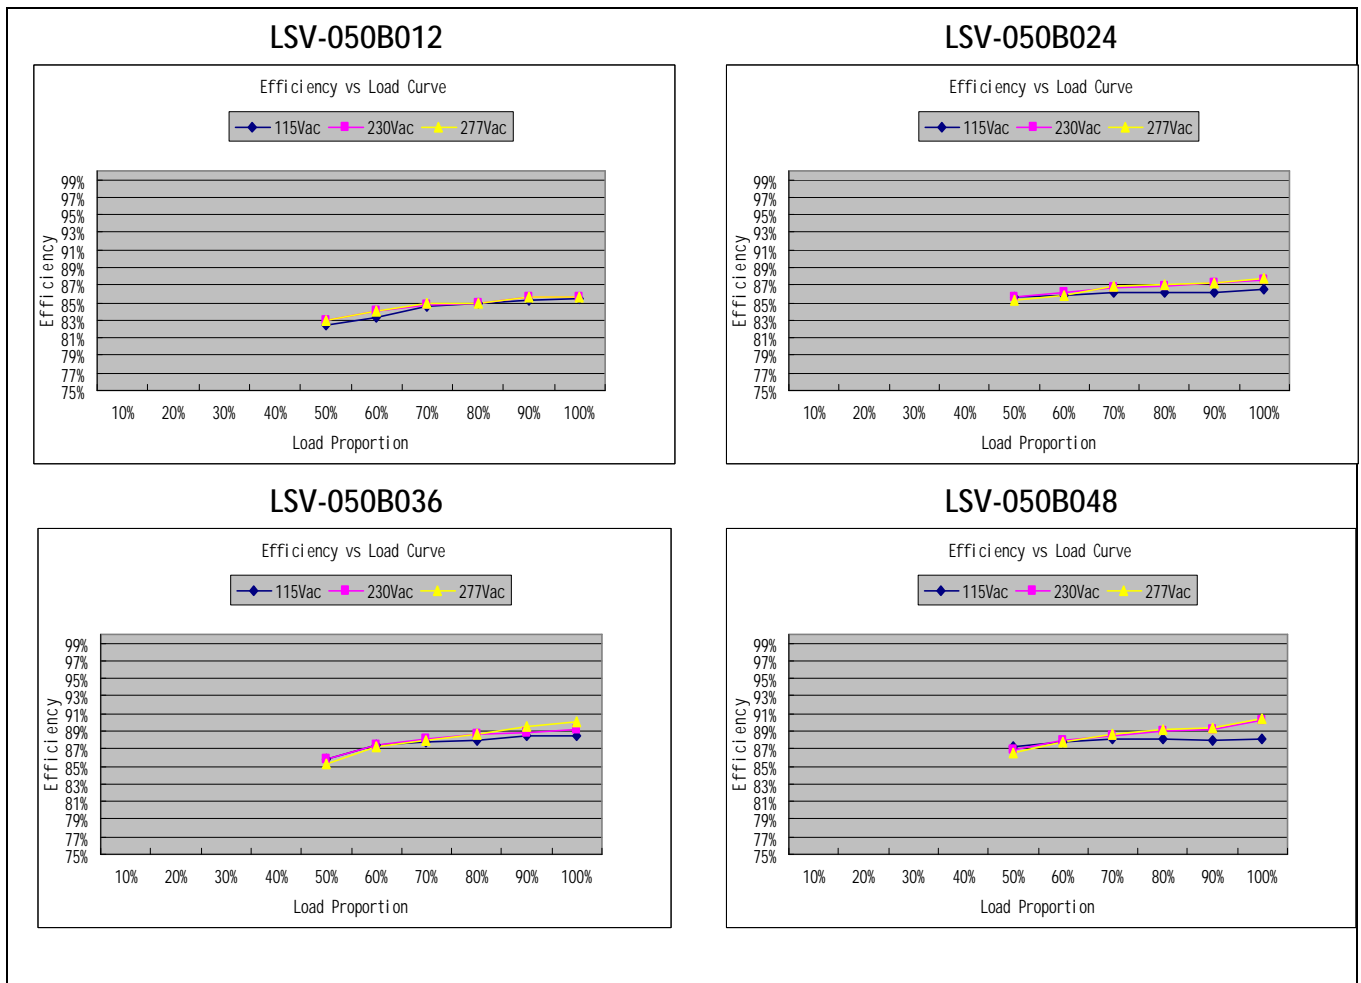 LSV-050B012
Efficiency vs Load Curve
115Vac 230Vac 277Vac
99%
97%
95%
93%
91%
89%
87%
85%
83%
81%
79%
77%
75%
Efficiency
10% 20% 30% 40% 50% 60% 70% 80% 90% 100%
Load Proportion
LSV-050B024
Efficiency vs Load Curve
115Vac 230Vac 277Vac
99%
97%
95%
93%
91%
89%
87%
85%
83%
81%
79%
77%
75%
Efficiency
10% 20% 30% 40% 50% 60% 70% 80% 90% 100%
Load Proportion
LSV-050B036
Efficiency vs Load Curve
115Vac 230Vac 277Vac
99%
97%
95%
93%
91%
89%
87%
85%
83%
81%
79%
77%
75%
Efficiency
10% 20% 30% 40% 50% 60% 70% 80% 90% 100%
Load Proportion
LSV-050B048
Efficiency vs Load Curve
115Vac 230Vac 277Vac
99%
97%
95%
93%
91%
89%
87%
85%
83%
81%
79%
77%
75%
Efficiency
10% 20% 30% 40% 50% 60% 70% 80% 90% 100%
Load Proportion